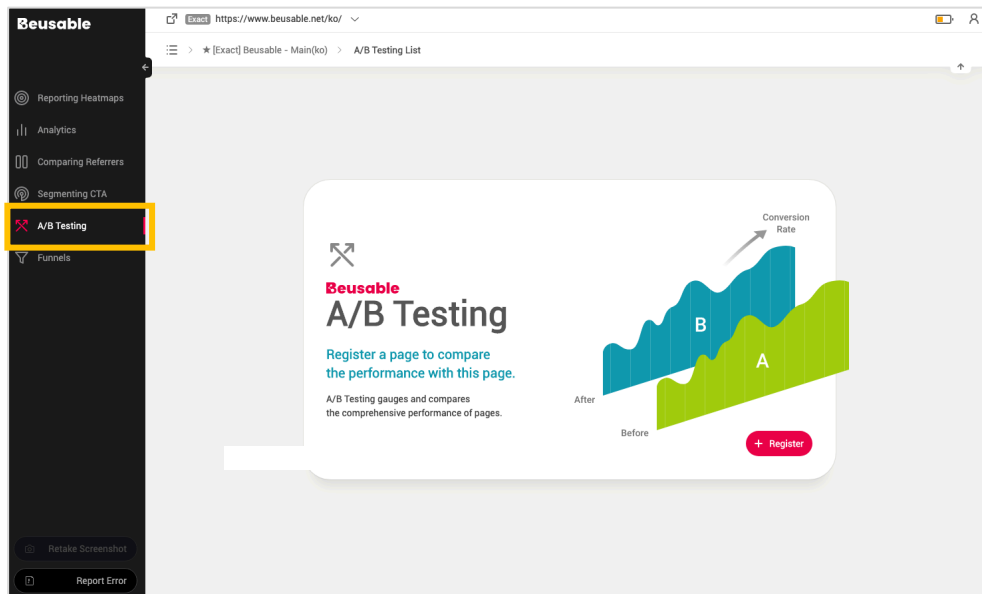 Beusable
Exact https://www.beusable.net/ko/
★ [Exact] Beusable - Main(ko) > A/B Testing List
Reporting Heatmaps
Analytics
Comparing Referrers
Segmenting CTA
A/B Testing
Funnels
Retake Screenshot
Report Error
Beusable
A/B Testing
Register a page to compare
the performance with this page.
A/B Testing gauges and compares
the comprehensive performance of pages.
Conversion
Rate
B
A
After
Before
+ Register